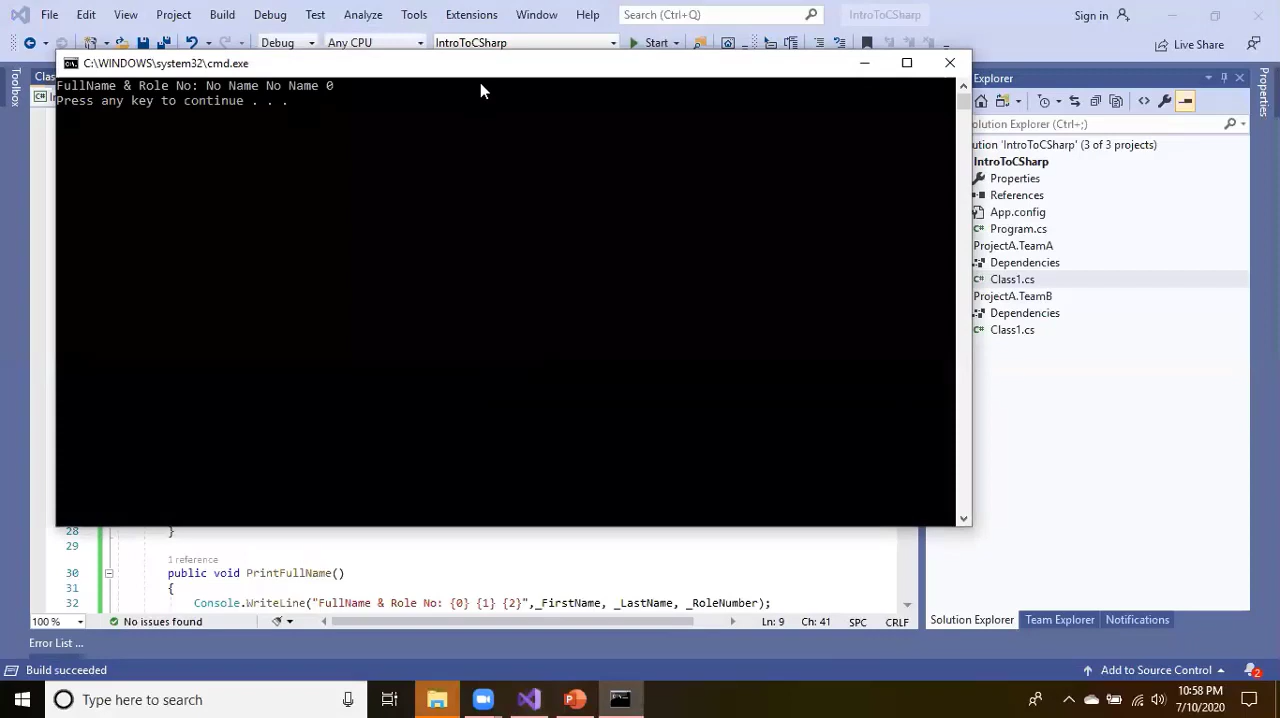 File Edit View Project Build Debug Test Analyze Tools Extensions Window Help Search (Ctrl+Q) IntroToCSharp Sign in
Debug Any CPU IntroToCSharp Start Live Share
C:\WINDOWS\system32\cmd.exe
FullName & Role No: No Name No Name 0
Press any key to continue . . .
Toolbox
Clas
Explorer
olution Explorer (Ctrl+;)
ution 'IntroToCSharp' (3 of 3 projects)
IntroToCSharp
Properties
References
App.config
C# Program.cs
ProjectA.TeamA
Dependencies
C# Class1.cs
ProjectA.TeamB
Dependencies
C# Class1.cs
Properties
28 }
29
1 reference
30 public void PrintFullName()
31 {
32 Console.WriteLine("FullName & Role No: {0} {1} {2}",_FirstName, _LastName, _RoleNumber);
100 % No issues found Ln: 9 Ch: 41 SPC CRLF
Solution Explorer Team Explorer Notifications
Error List ...
Build succeeded Add to Source Control 2
Type here to search
10:58 PM
7/10/2020